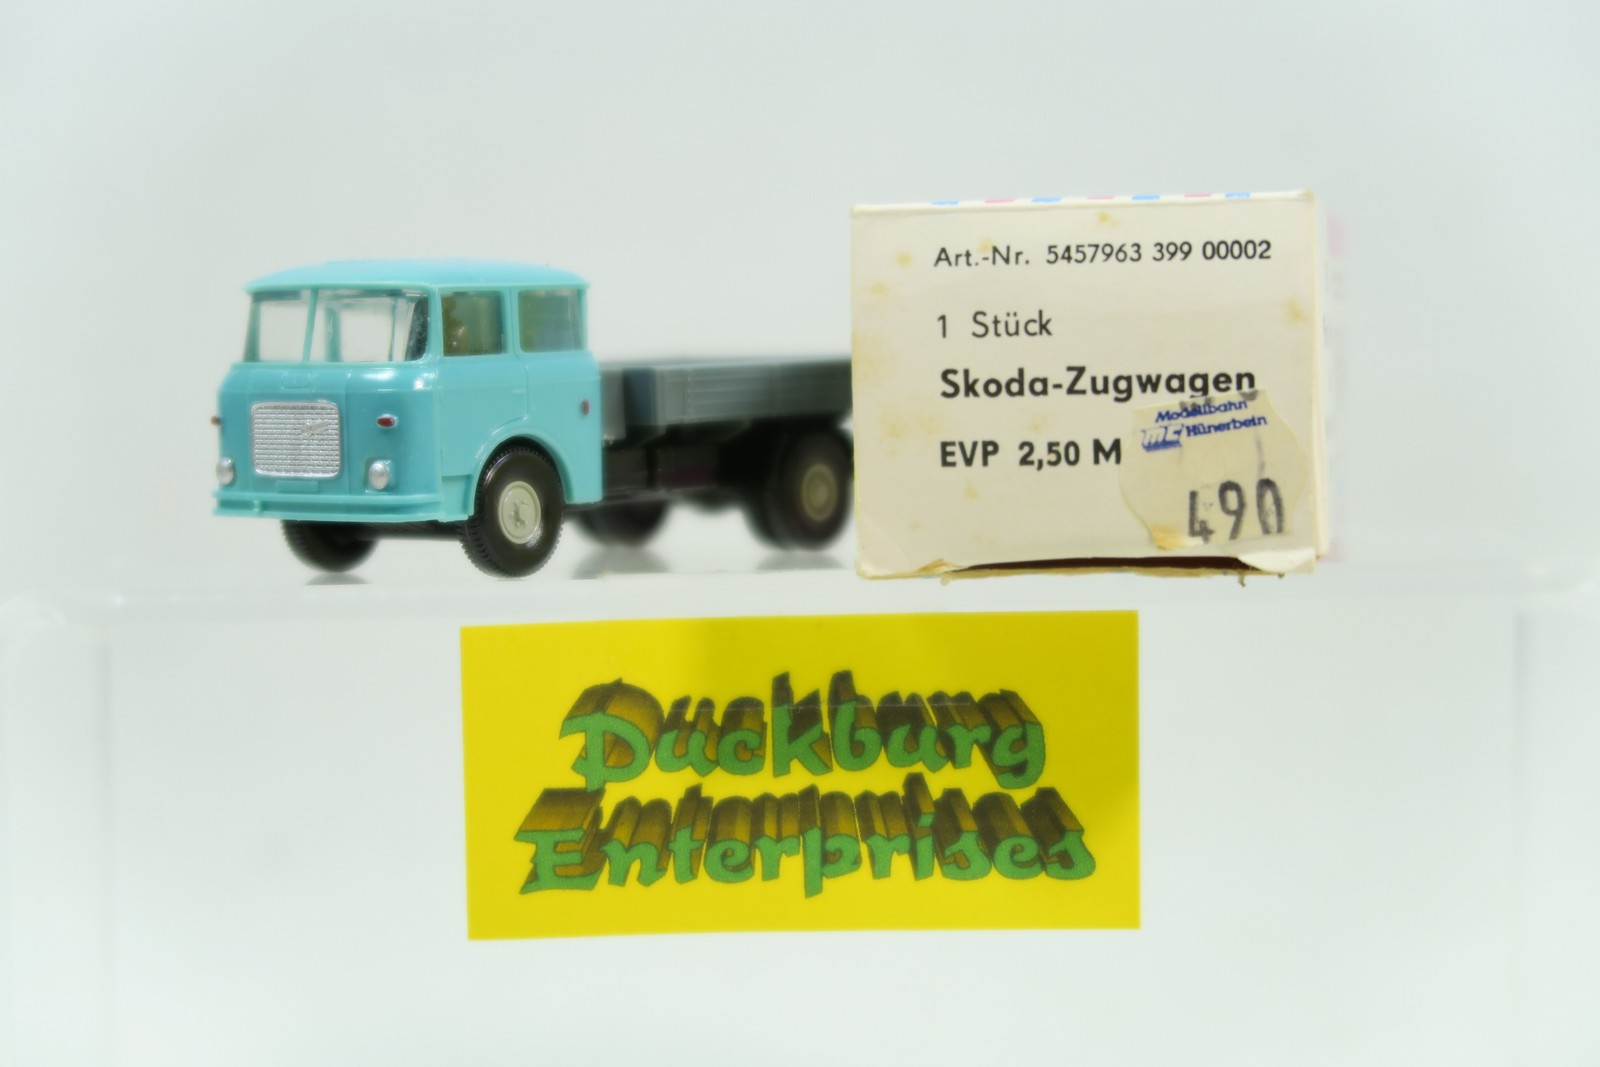 Art.-Nr. 5457963 399 00002
1 Stück
Skoda-Zugwagen
EVP 2,50 M
Modellbahn
Hünerbein
490
Duckburg
Enterprises